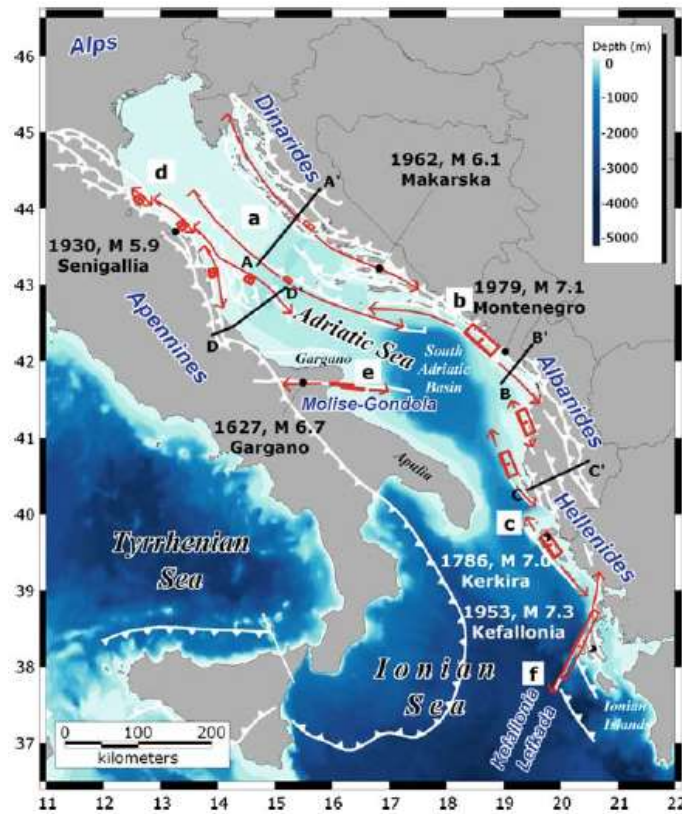 46
45
44
43
42
41
40
39
38
37
Alps
Depth (m)
0
-1000
-2000
-3000
-4000
-5000
Dinarides
1962, M 6.1
Makarska
A'
d
a
A
1930, M 5.9
Senigallia
D'
D
b
1979, M 7.1
Montenegro
B'
B
Apennines
Adriatic Sea
South
Adriatic
Basin
Albanides
Gargano
e
Molise-Gondola
1627, M 6.7
Gargano
Apulia
C'
C
Hellenides
c
Tyrrhenian
Sea
1786, M 7.0
Kerkira
1953, M 7.3
Kefallonia
Ionian
Sea
f
Kefallonia
Lefkada
Ionian
Islands
0 100 200
kilometers
11 12 13 14 15 16 17 18 19 20 21 22